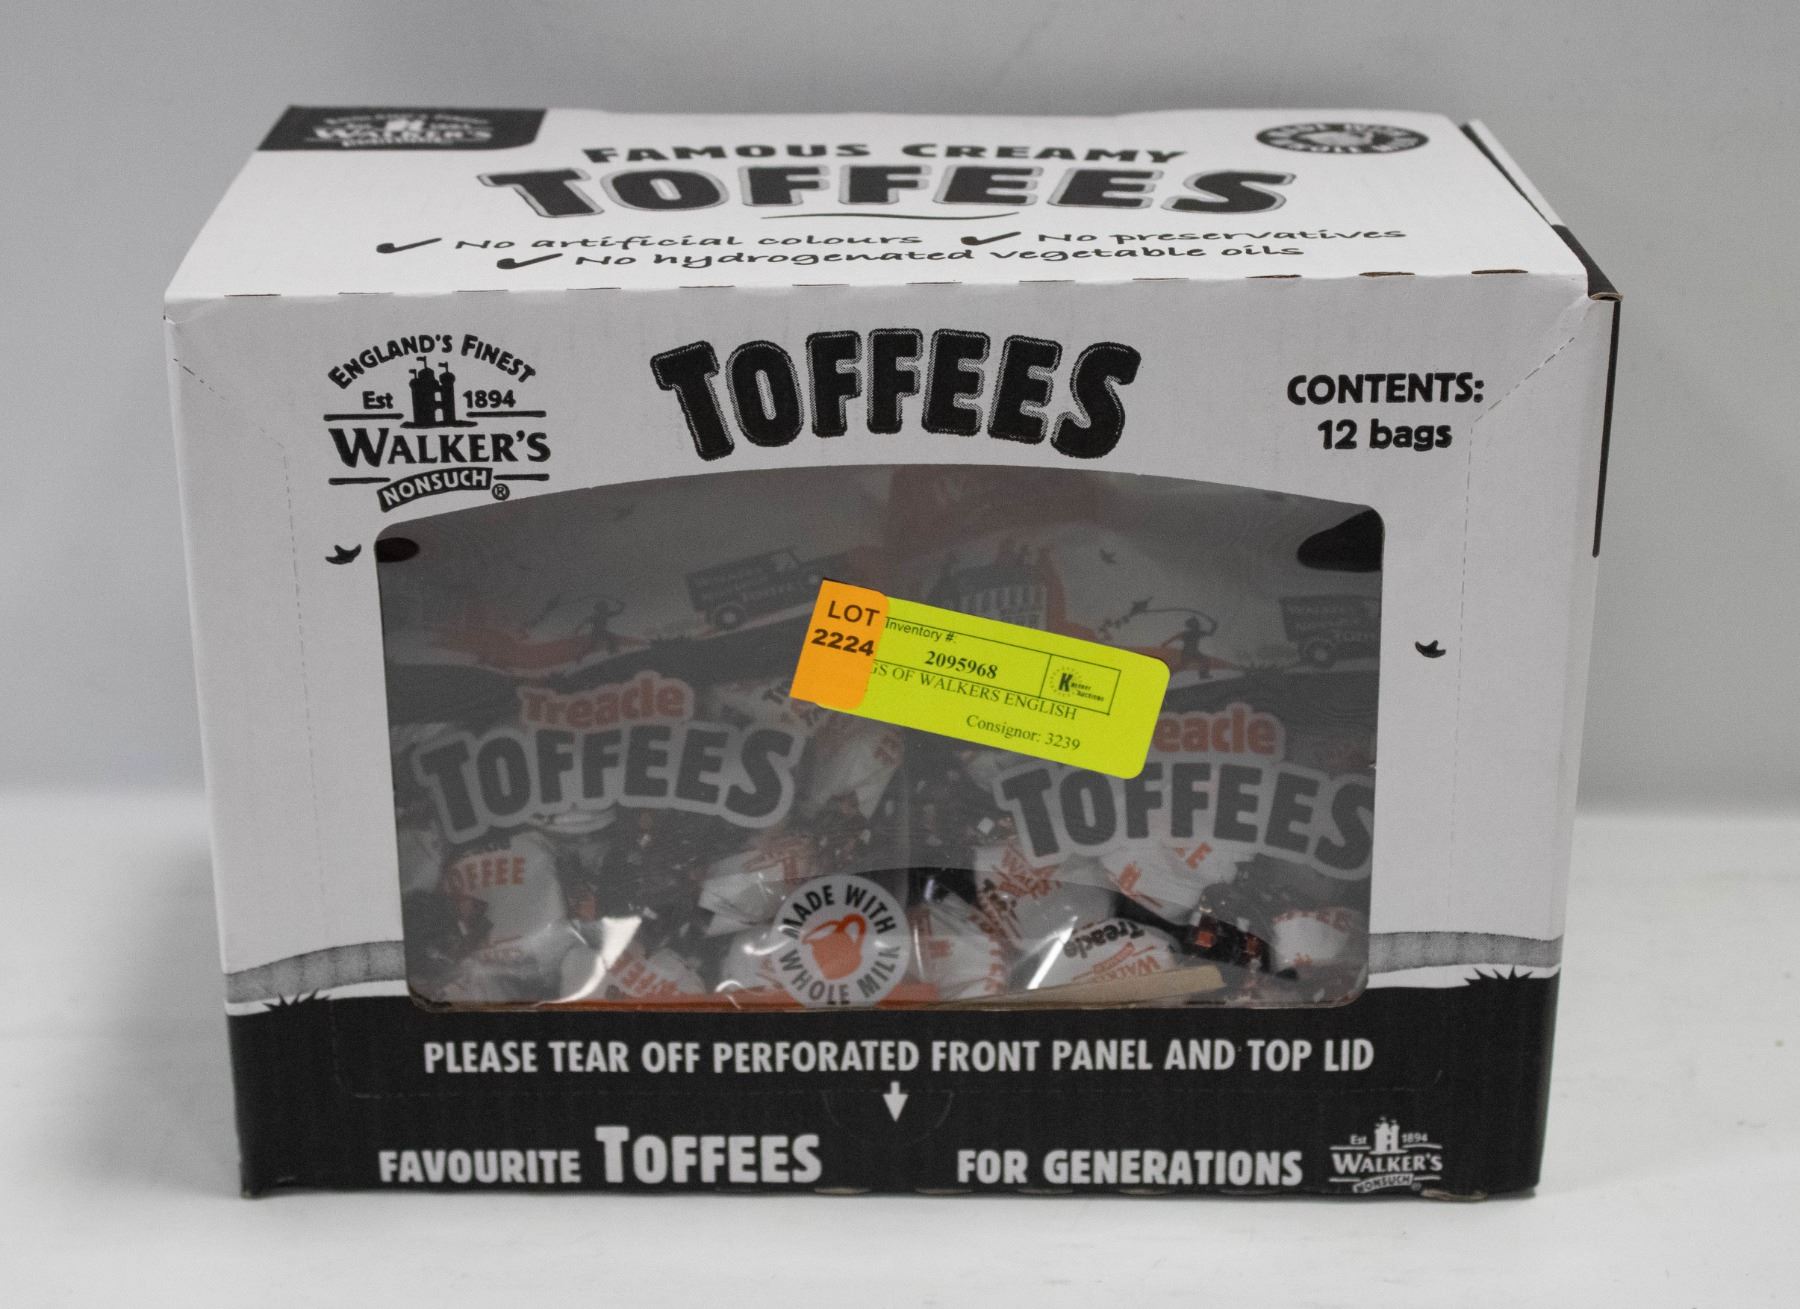 WALKER'S
FAMOUS CREAMY
TOFFEES
✔ No artificial colours ✔ No preservatives
✔ No hydrogenated vegetable oils
ENGLAND'S FINEST
Est 1894
WALKER'S
NONSUCH®
TOFFEES
CONTENTS:
12 bags
LOT
2224
Inventory #:
2095968
GS OF WALKERS ENGLISH
Consignor: 3239
Treacle
TOFFEES
eacle
TOFFEES
OFFEE
Treacle
WALKER'S
MADE WITH
WHOLE MILK
PLEASE TEAR OFF PERFORATED FRONT PANEL AND TOP LID
FAVOURITE TOFFEES FOR GENERATIONS
Est 1894
WALKER'S
NONSUCH